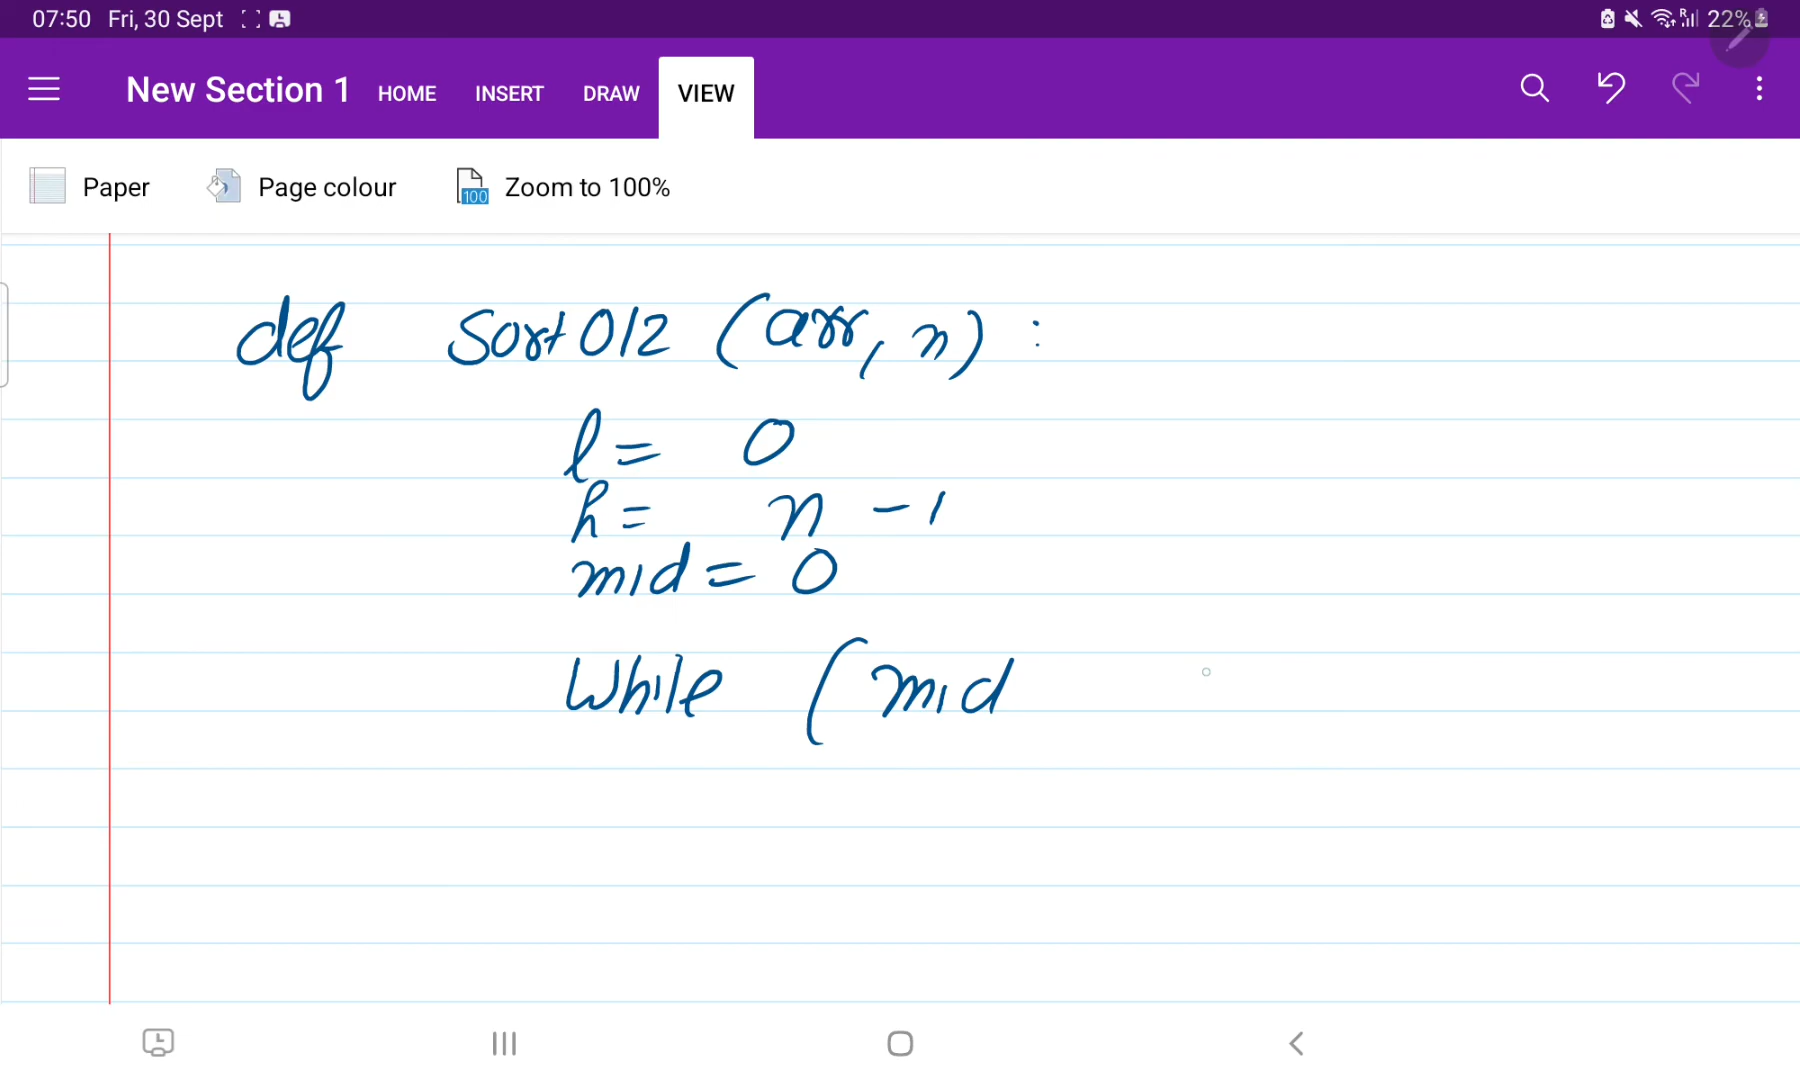 07:50 Fri, 30 Sept 22%
New Section 1 HOME INSERT DRAW VIEW
Paper Page colour 100 Zoom to 100%
def Sort012 (arr, n) :
l = 0
h = n - 1
mid = 0
While (mid